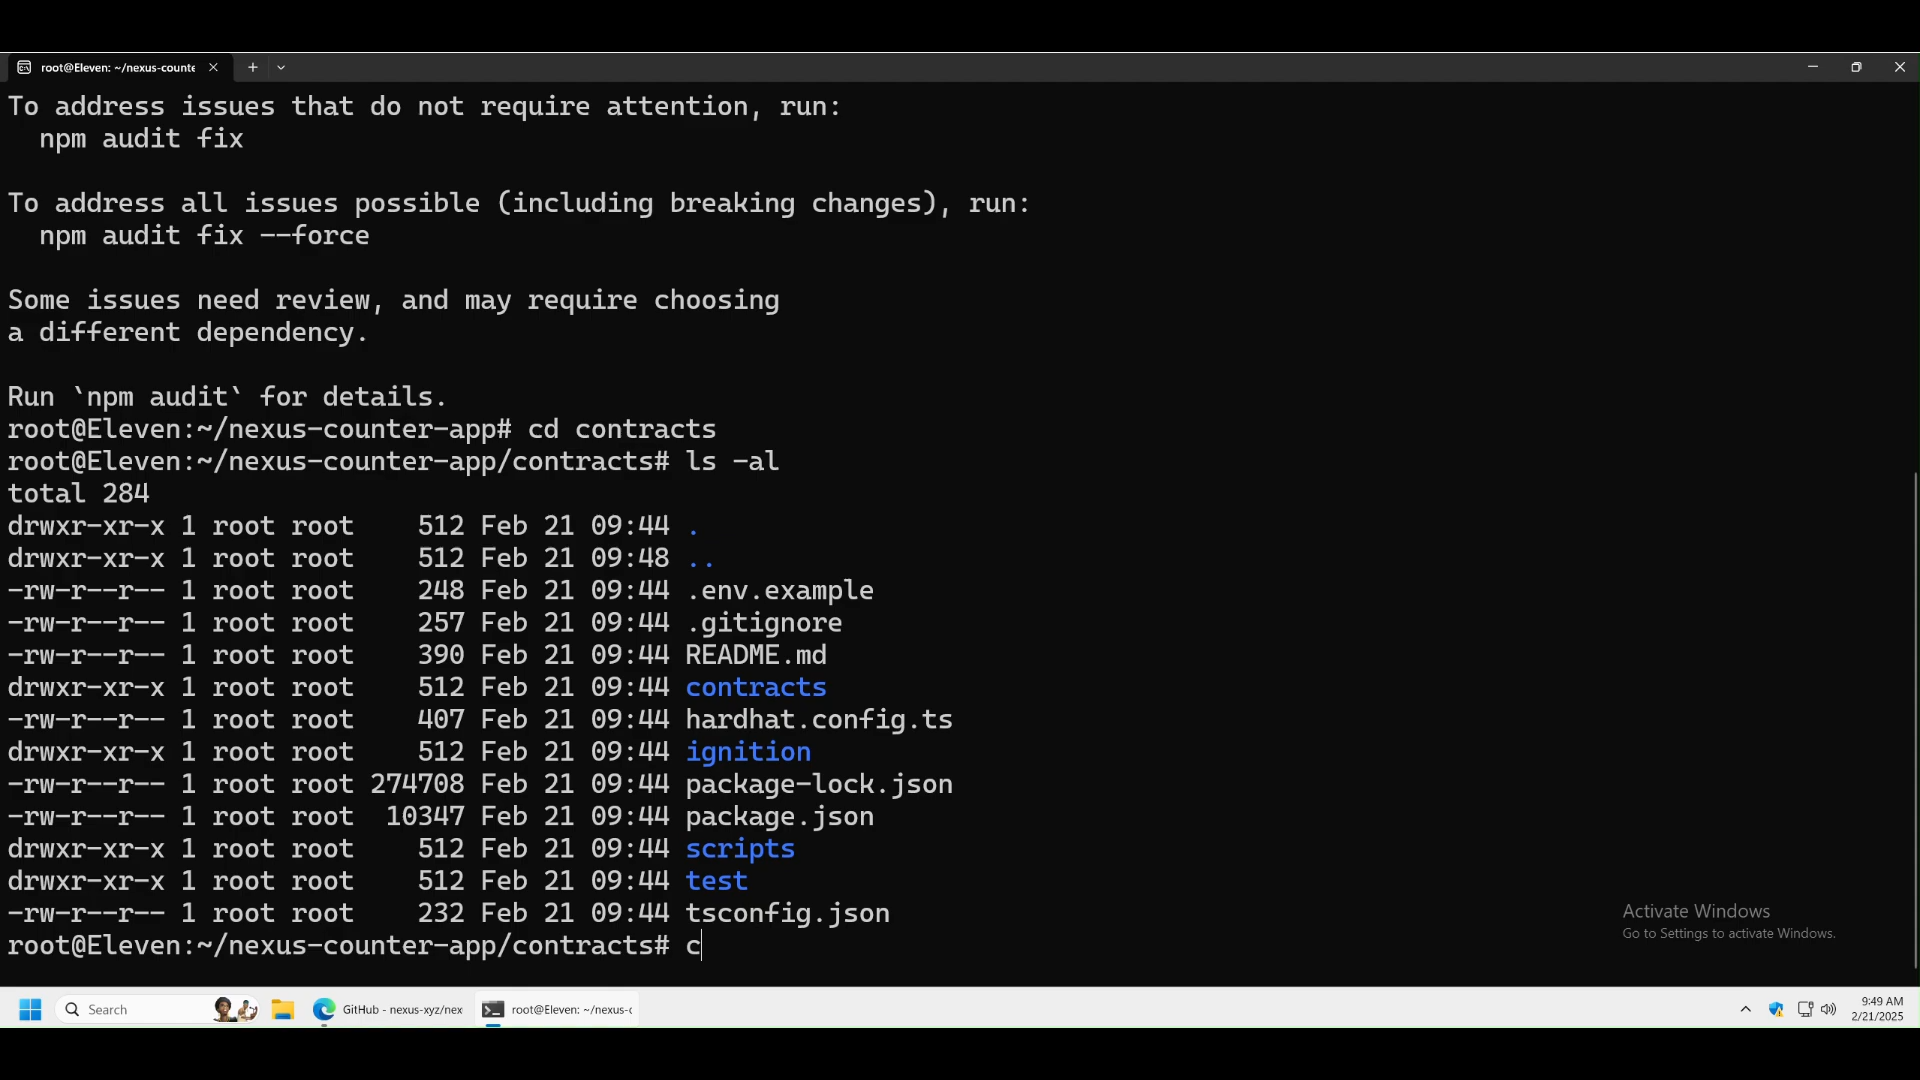 root@Eleven: ~/nexus-counte
To address issues that do not require attention, run:
  npm audit fix
To address all issues possible (including breaking changes), run:
  npm audit fix --force
Some issues need review, and may require choosing
a different dependency.
Run `npm audit` for details.
root@Eleven:~/nexus-counter-app# cd contracts
root@Eleven:~/nexus-counter-app/contracts# ls -al
total 284
drwxr-xr-x 1 root root    512 Feb 21 09:44 .
drwxr-xr-x 1 root root    512 Feb 21 09:48 ..
-rw-r--r-- 1 root root    248 Feb 21 09:44 .env.example
-rw-r--r-- 1 root root    257 Feb 21 09:44 .gitignore
-rw-r--r-- 1 root root    390 Feb 21 09:44 README.md
drwxr-xr-x 1 root root    512 Feb 21 09:44 contracts
-rw-r--r-- 1 root root    407 Feb 21 09:44 hardhat.config.ts
drwxr-xr-x 1 root root    512 Feb 21 09:44 ignition
-rw-r--r-- 1 root root 274708 Feb 21 09:44 package-lock.json
-rw-r--r-- 1 root root  10347 Feb 21 09:44 package.json
drwxr-xr-x 1 root root    512 Feb 21 09:44 scripts
drwxr-xr-x 1 root root    512 Feb 21 09:44 test
-rw-r--r-- 1 root root    232 Feb 21 09:44 tsconfig.json
root@Eleven:~/nexus-counter-app/contracts# c
Activate Windows
Go to Settings to activate Windows.
Search
GitHub - nexus-xyz/nex
root@Eleven: ~/nexus-c
9:49 AM
2/21/2025